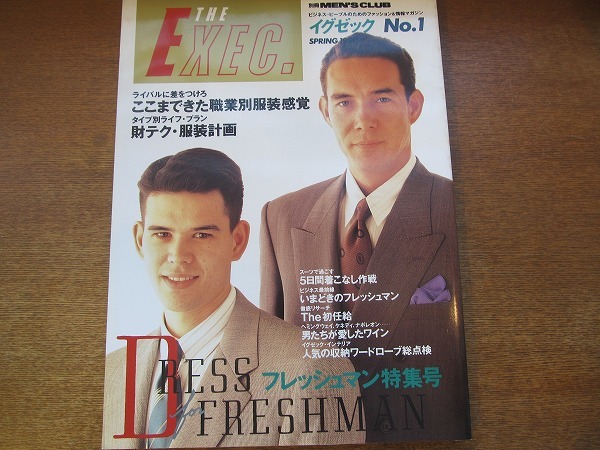 THE
EXEC.
別冊 MEN'S CLUB
ビジネス・ピープルのためのファッション&情報マガジン
イグゼック No.1
SPRING
ライバルに差をつけろ
ここまできた職業別服装感覚
タイプ別ライフ・プラン
財テク・服装計画
スーツで過ごす
5日間着こなし作戦
ビジネス最前線
いまどきのフレッシュマン
徹底リサーチ
The初任給
ヘミングウェイ、ケネディ、ナポレオン……
男たちが愛したワイン
イグゼック・インテリア
人気の収納ワードローブ総点検
DRESS フレッシュマン特集号
for FRESHMAN